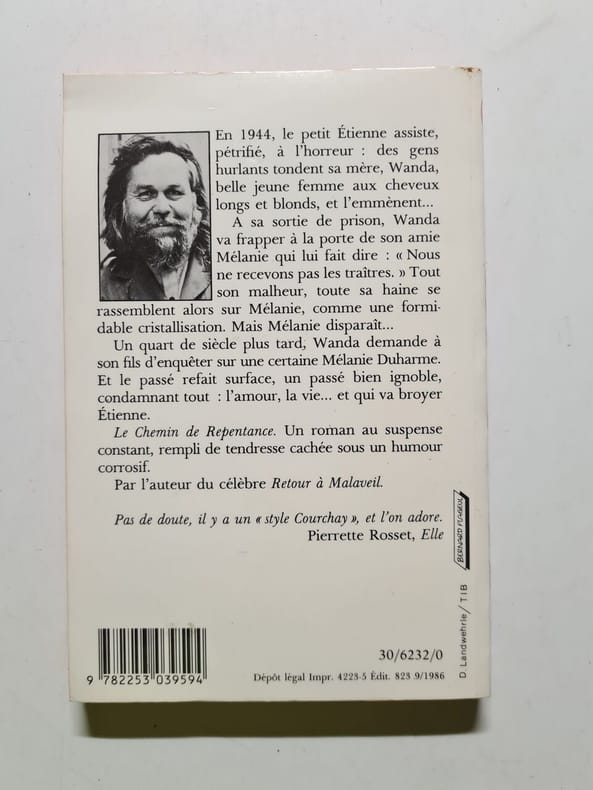 En 1944, le petit Étienne assiste,
pétrifié, à l'horreur : des gens
hurlants tondent sa mère, Wanda,
belle jeune femme aux cheveux
longs et blonds, et l'emmènent...
A sa sortie de prison, Wanda
va frapper à la porte de son amie
Mélanie qui lui fait dire : « Nous
ne recevons pas les traîtres. » Tout
son malheur, toute sa haine se
rassemblent alors sur Mélanie, comme une formi-
dable cristallisation. Mais Mélanie disparaît...
Un quart de siècle plus tard, Wanda demande à
son fils d'enquêter sur une certaine Mélanie Duharme.
Et le passé refait surface, un passé bien ignoble,
condamnant tout : l'amour, la vie... et qui va broyer
Étienne.
Le Chemin de Repentance. Un roman au suspense
constant, rempli de tendresse cachée sous un humour
corrosif.
Par l'auteur du célèbre Retour à Malaveil.
Pas de doute, il y a un « style Courchay », et l'on adore.
Pierrette Rosset, Elle
D. Landwehrle / TIB
30/6232/0
9 782253 039594
Dépôt légal Impr. 4223-5 Édit. 823 9/1986